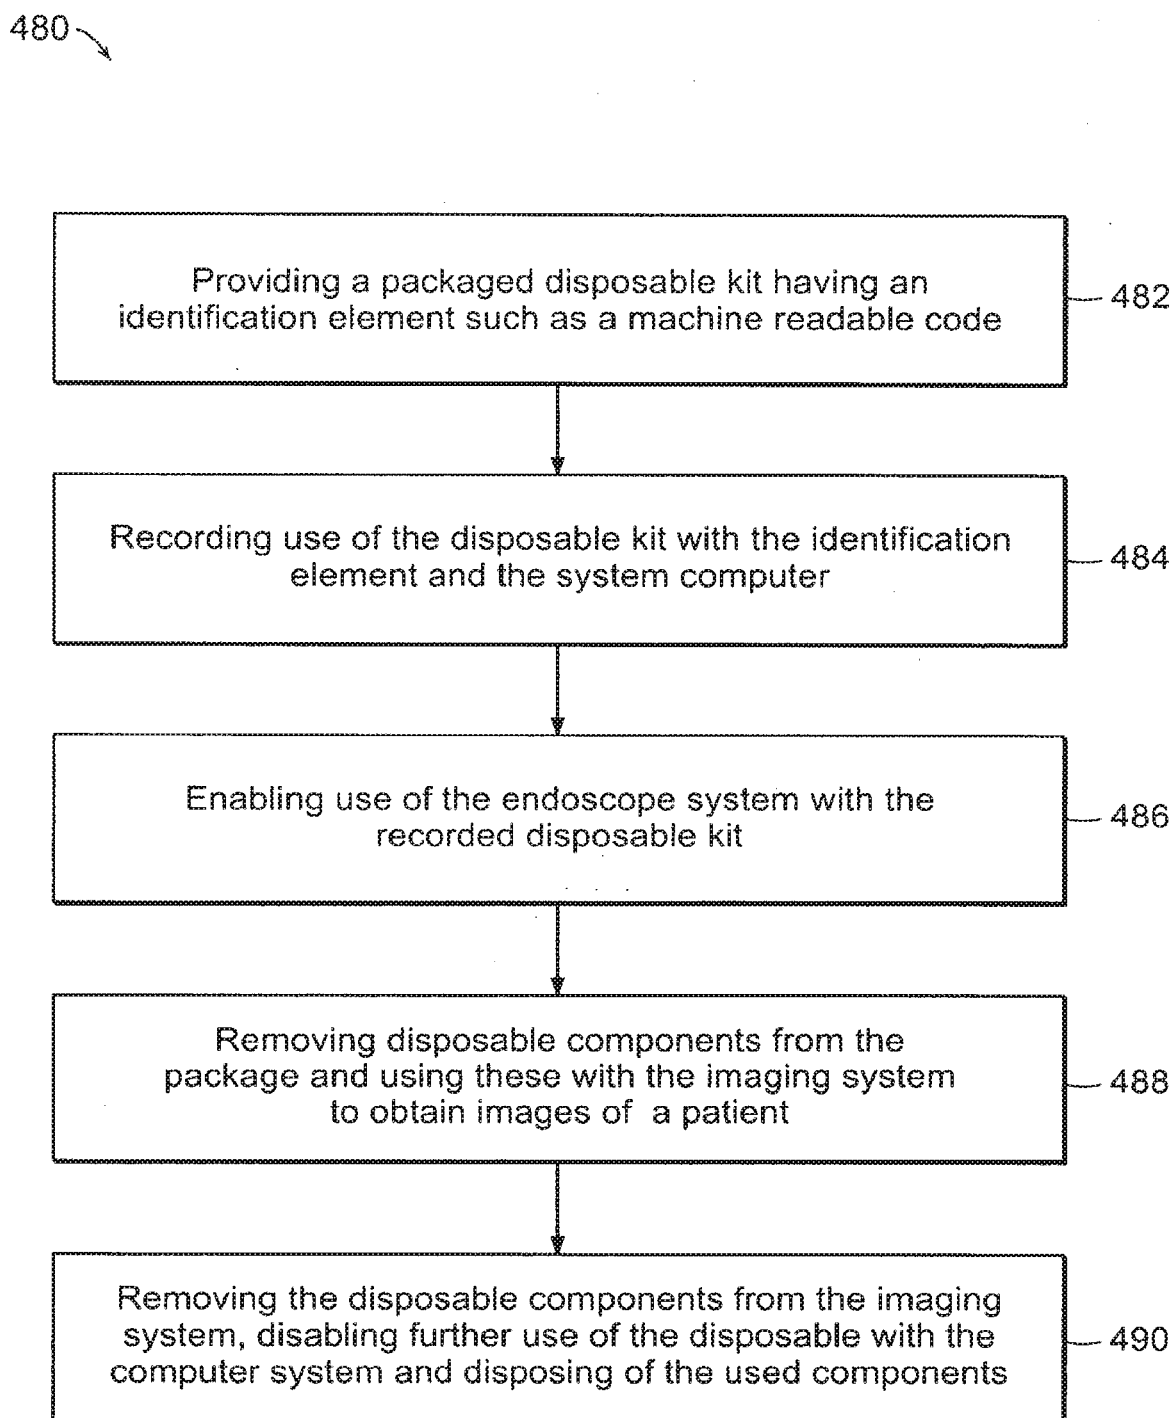 480
Providing a packaged disposable kit having an
identification element such as a machine readable code
482
Recording use of the disposable kit with the identification
element and the system computer
484
Enabling use of the endoscope system with the
recorded disposable kit
486
Removing disposable components from the
package and using these with the imaging system
to obtain images of a patient
488
Removing the disposable components from the imaging
system, disabling further use of the disposable with the
computer system and disposing of the used components
490